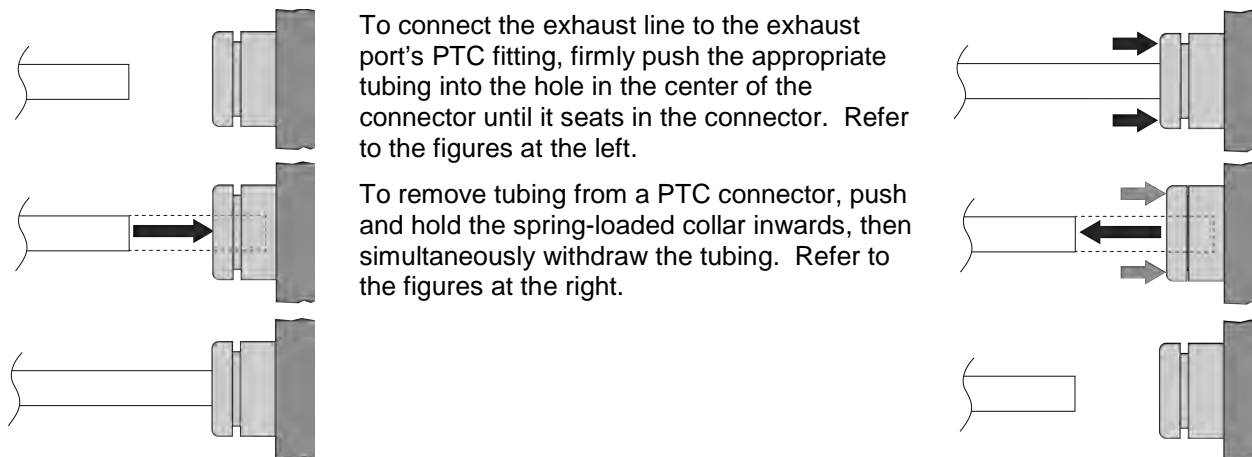 To connect the exhaust line to the exhaust
port's PTC fitting, firmly push the appropriate
tubing into the hole in the center of the
connector until it seats in the connector.  Refer
to the figures at the left.
To remove tubing from a PTC connector, push
and hold the spring-loaded collar inwards, then
simultaneously withdraw the tubing.  Refer to
the figures at the right.